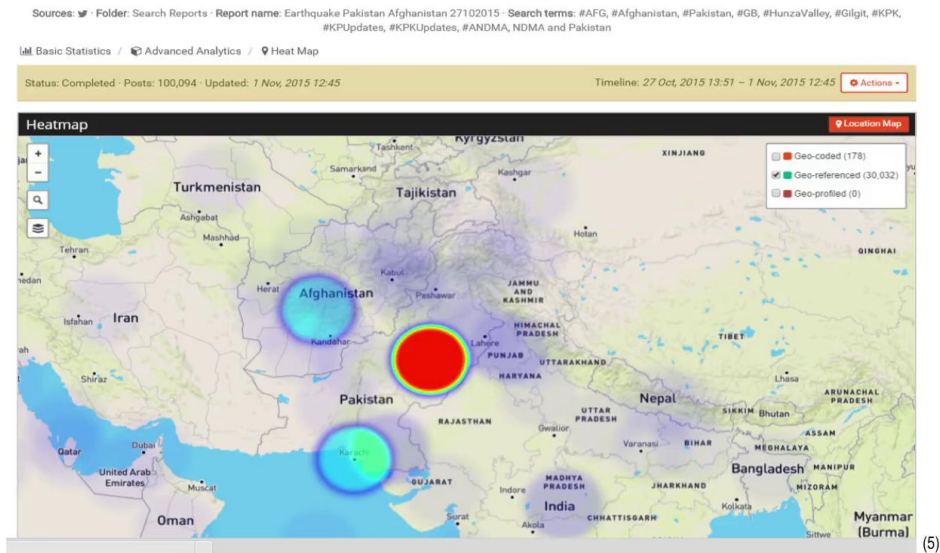 Sources: · Folder: Search Reports · Report name: Earthquake Pakistan Afghanistan 27102015 · Search terms: #AFG, #Afghanistan, #Pakistan, #GB, #HunzaValley, #Gilgit, #KPK,
#KPUpdates, #KPKUpdates, #ANDMA, NDMA and Pakistan
Basic Statistics / Advanced Analytics / Heat Map
Status: Completed · Posts: 100,094 · Updated: 1 Nov, 2015 12:45
Timeline: 27 Oct, 2015 13:51 – 1 Nov, 2015 12:45
Actions
Heatmap
Location Map
Geo-coded (178)
Geo-referenced (30,032)
Geo-profiled (0)
+
−
Kyrgyzstan
Tashkent
XINJIANG
Samarkand
Kashgar
Turkmenistan
Tajikistan
Ashgabat
Mashhad
Hotan
Tehran
QINGHAI
Kabul
Herat
Afghanistan
Peshawar
JAMMU
AND
KASHMIR
Isfahan
Iran
Kandahar
Lahore
HIMACHAL
PRADESH
TIBET
PUNJAB
UTTARAKHAND
HARYANA
Shiraz
Lhasa
Pakistan
Nepal
ARUNACHAL
PRADESH
SIKKIM
Bhutan
RAJASTHAN
UTTAR
PRADESH
Gwalior
ASSAM
Varanasi
BIHAR
MEGHALAYA
Qatar
Dubai
Karachi
Bangladesh
MANIPUR
United Arab
Emirates
Muscat
GUJARAT
Indore
MADHYA
PRADESH
JHARKHAND
MIZORAM
India
Kolkata
Oman
Surat
CHHATTISGARH
Akola
Sittwe
Myanmar
(Burma)
(5)